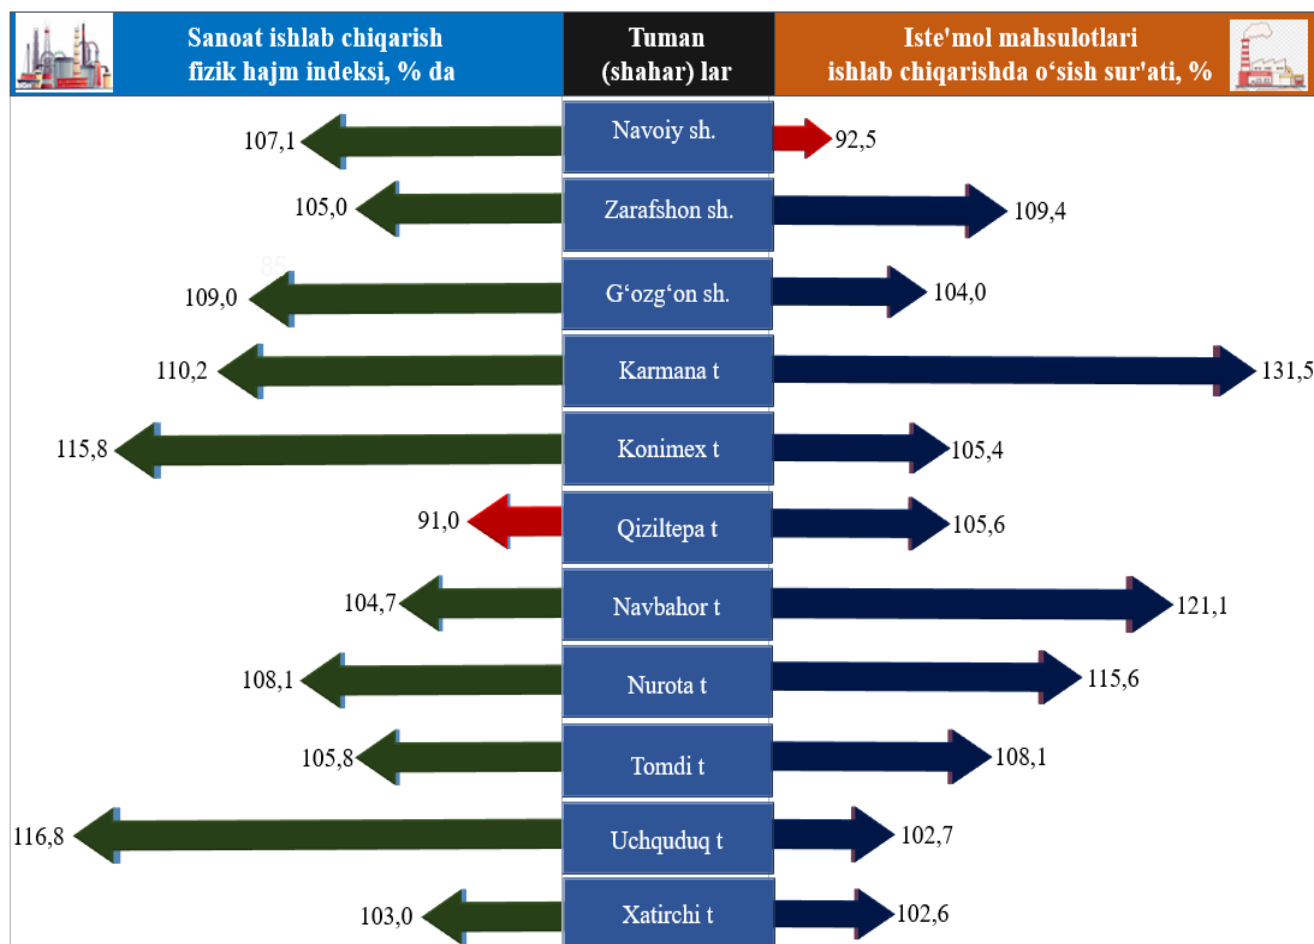 Sanoat ishlab chiqarish
fizik hajm indeksi, % da
Tuman
(shahar) lar
Iste'mol mahsulotlari
ishlab chiqarishda o‘sish sur'ati, %
107,1 Navoiy sh. 92,5
105,0 Zarafshon sh. 109,4
85
109,0 G‘ozg‘on sh. 104,0
110,2 Karmana t 131,5
115,8 Konimex t 105,4
91,0 Qiziltepa t 105,6
104,7 Navbahor t 121,1
108,1 Nurota t 115,6
105,8 Tomdi t 108,1
116,8 Uchquduq t 102,7
103,0 Xatirchi t 102,6